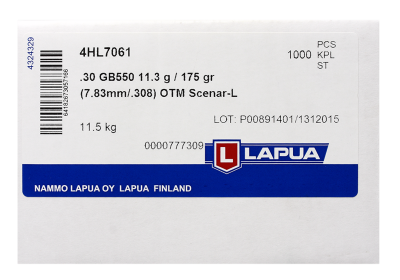 4324329
6418292873057166
4HL7061
1000 PCS KPL ST
.30 GB550 11.3 g / 175 gr
(7.83mm/.308) OTM Scenar-L
11.5 kg
LOT: P00891401/1312015
0000777309
L LAPUA
NAMMO LAPUA OY LAPUA FINLAND